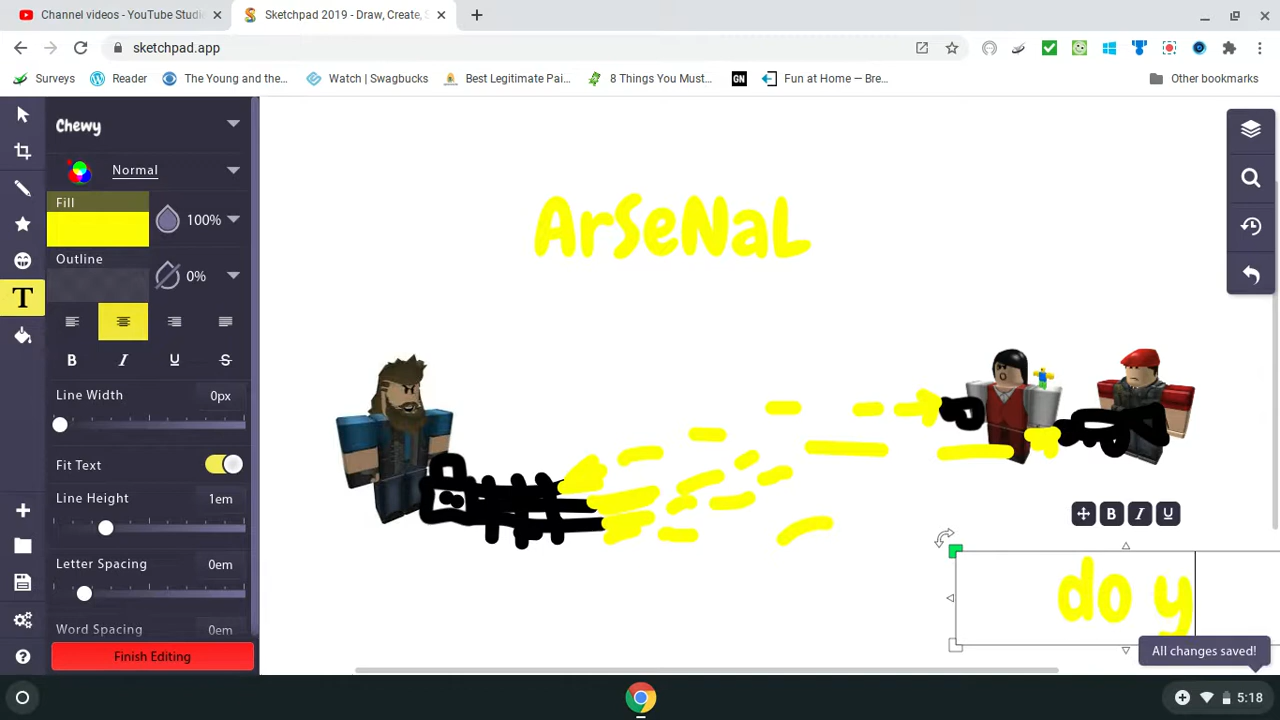 Channel videos - YouTube Studi
Sketchpad 2019 - Draw, Create, S
sketchpad.app
Surveys
Reader
The Young and the...
Watch | Swagbucks
Best Legitimate Pai...
8 Things You Must...
GN
Fun at Home — Bre...
Other bookmarks
Chewy
Normal
Fill
100%
Outline
0%
T
B I U S
Line Width 0px
Fit Text
Line Height 1em
Letter Spacing 0em
Word Spacing 0em
Finish Editing
ArSeNaL
B I U
do y
All changes saved!
5:18